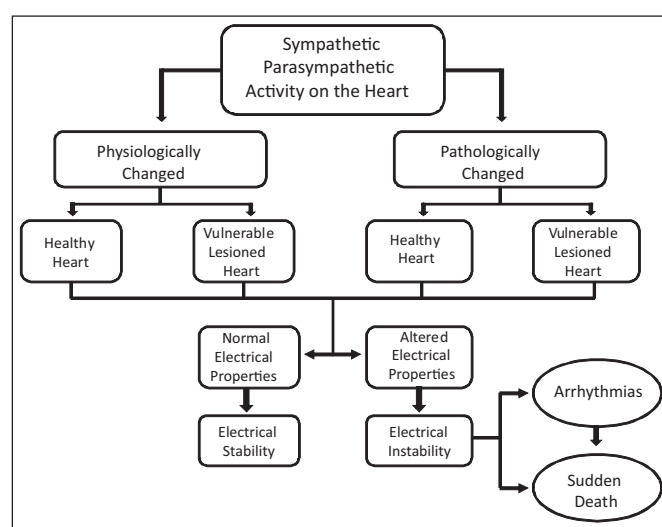 Sympathetic
Parasympathetic
Activity on the Heart
Physiologically
Changed
Pathologically
Changed
Healthy
Heart
Vulnerable
Lesioned
Heart
Healthy
Heart
Vulnerable
Lesioned
Heart
Normal
Electrical
Properties
Altered
Electrical
Properties
Electrical
Stability
Electrical
Instability
Arrhythmias
Sudden
Death